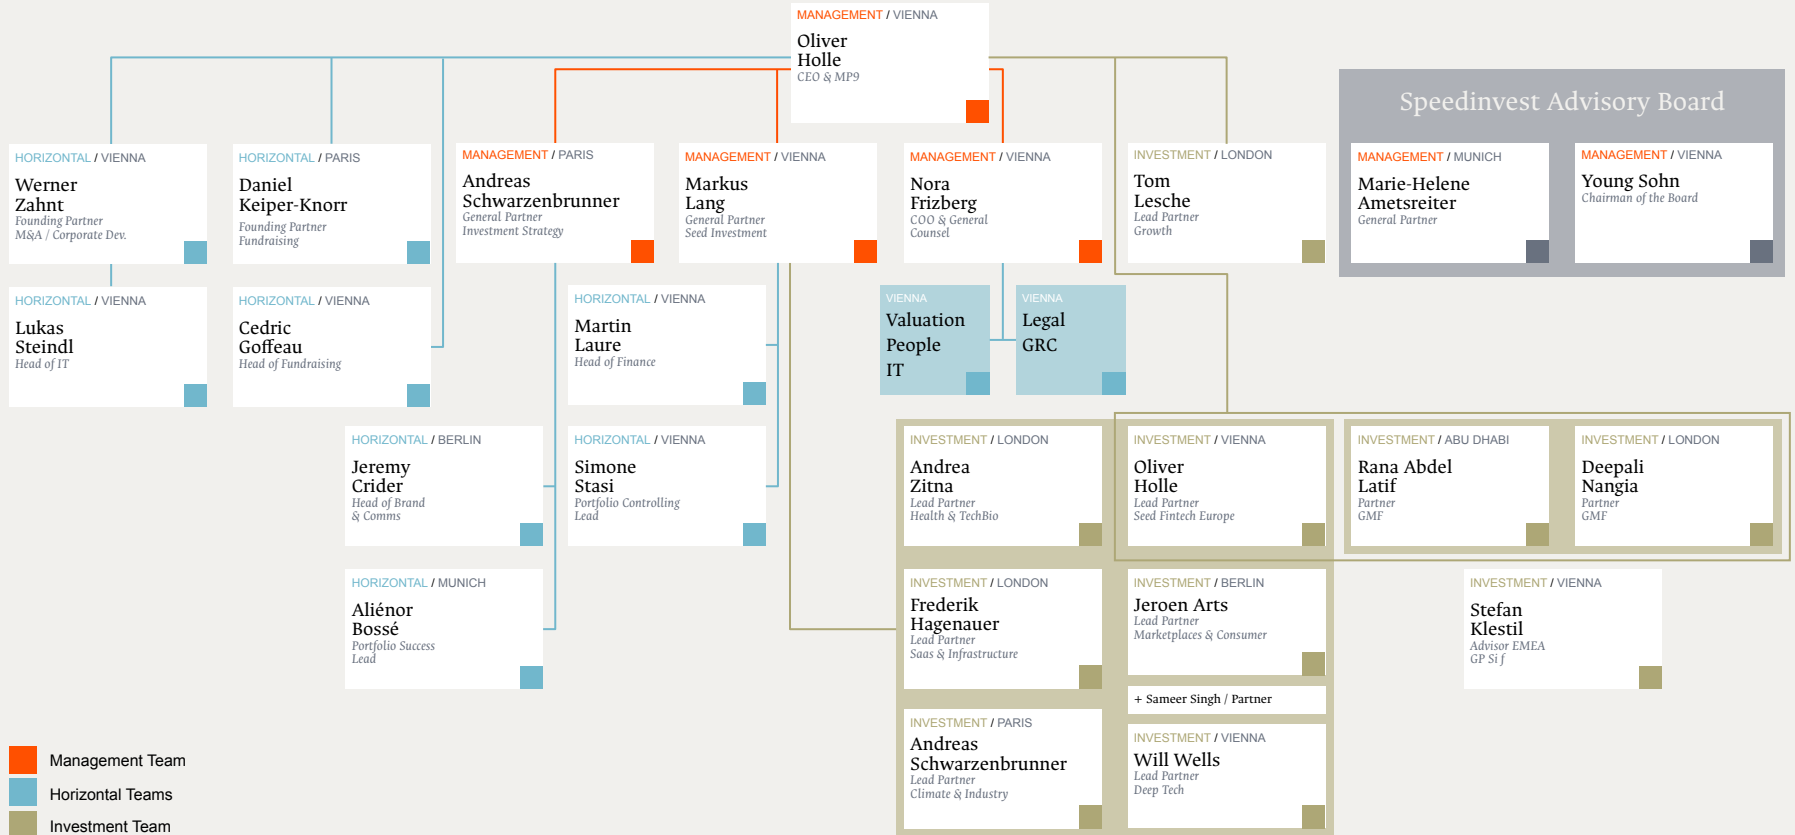 MANAGEMENT / VIENNA
Oliver
Holle
CEO & MP9
Speedinvest Advisory Board
HORIZONTAL / VIENNA
Werner
Zahnt
Founding Partner
M&A / Corporate Dev.
HORIZONTAL / PARIS
Daniel
Keiper-Knorr
Founding Partner
Fundraising
MANAGEMENT / PARIS
Andreas
Schwarzenbrunner
General Partner
Investment Strategy
MANAGEMENT / VIENNA
Markus
Lang
General Partner
Seed Investment
MANAGEMENT / VIENNA
Nora
Frizberg
COO & General
Counsel
INVESTMENT / LONDON
Tom
Lesche
Lead Partner
Growth
MANAGEMENT / MUNICH
Marie-Helene
Ametsreiter
General Partner
MANAGEMENT / VIENNA
Young Sohn
Chairman of the Board
HORIZONTAL / VIENNA
Lukas
Steindl
Head of IT
HORIZONTAL / VIENNA
Cedric
Goffeau
Head of Fundraising
HORIZONTAL / VIENNA
Martin
Laure
Head of Finance
VIENNA
Valuation
People
IT
VIENNA
Legal
GRC
HORIZONTAL / BERLIN
Jeremy
Crider
Head of Brand
& Comms
HORIZONTAL / VIENNA
Simone
Stasi
Portfolio Controlling
Lead
INVESTMENT / LONDON
Andrea
Zitna
Lead Partner
Health & TechBio
INVESTMENT / VIENNA
Oliver
Holle
Lead Partner
Seed Fintech Europe
INVESTMENT / ABU DHABI
Rana Abdel
Latif
Partner
GMF
INVESTMENT / LONDON
Deepali
Nangia
Partner
GMF
HORIZONTAL / MUNICH
Aliénor
Bossé
Portfolio Success
Lead
INVESTMENT / LONDON
Frederik
Hagenauer
Lead Partner
Saas & Infrastructure
INVESTMENT / BERLIN
Jeroen Arts
Lead Partner
Marketplaces & Consumer
+ Sameer Singh / Partner
INVESTMENT / VIENNA
Stefan
Klestil
Advisor EMEA
GP Si f
INVESTMENT / PARIS
Andreas
Schwarzenbrunner
Lead Partner
Climate & Industry
INVESTMENT / VIENNA
Will Wells
Lead Partner
Deep Tech
Management Team
Horizontal Teams
Investment Team